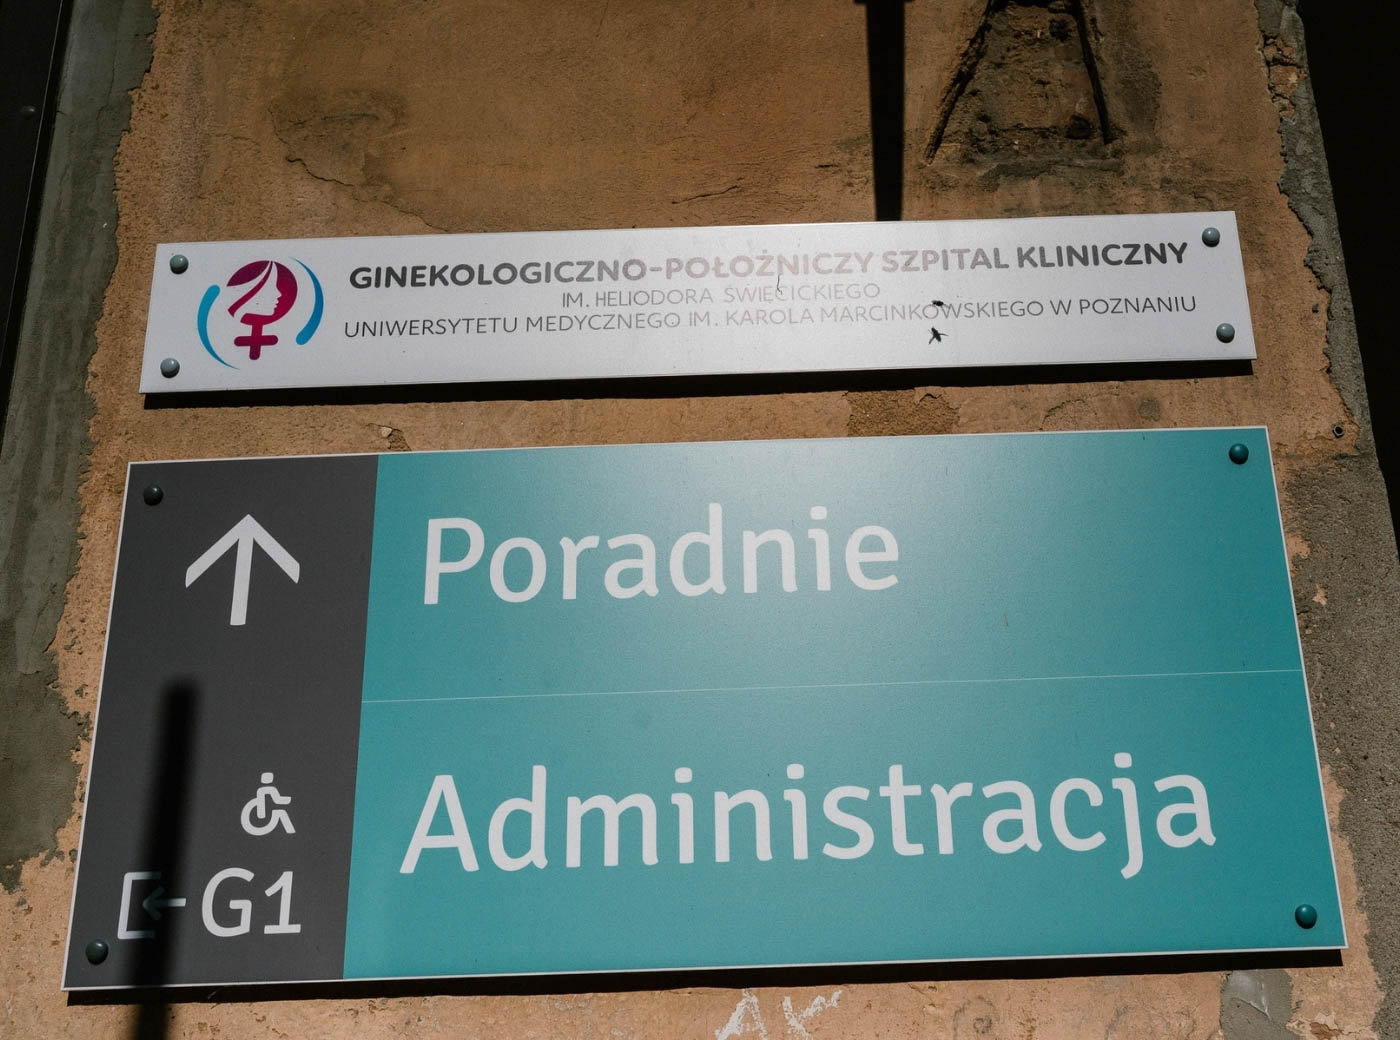 GINEKOLOGICZNO-POŁOŻNICZY SZPITAL KLINICZNY
IM. HELIODORA ŚWIĘCICKIEGO
UNIWERSYTETU MEDYCZNEGO IM. KAROLA MARCINKOWSKIEGO W POZNANIU
Poradnie
Administracja
G1